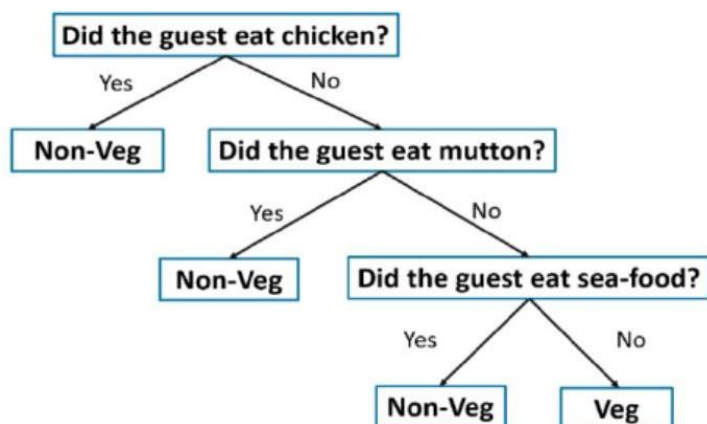 Did the guest eat chicken?
Yes
No
Non-Veg
Did the guest eat mutton?
Yes
No
Non-Veg
Did the guest eat sea-food?
Yes
No
Non-Veg
Veg